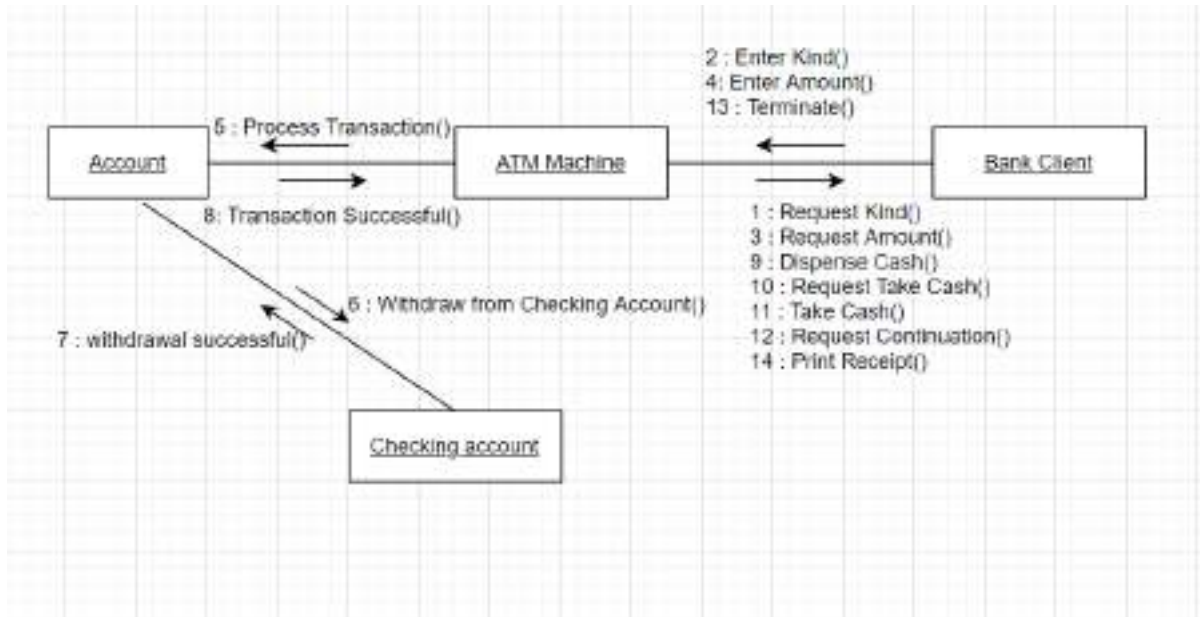 2 : Enter Kind()
4: Enter Amount()
13 : Terminate()
5 : Process Transaction()
Account
ATM Machine
Bank Client
8: Transaction Successful()
1 : Request Kind()
3 : Request Amount()
9 : Dispense Cash()
10 : Request Take Cash()
11 : Take Cash()
12 : Request Continuation()
14 : Print Receipt()
6 : Withdraw from Checking Account()
7 : withdrawal successful()
Checking account